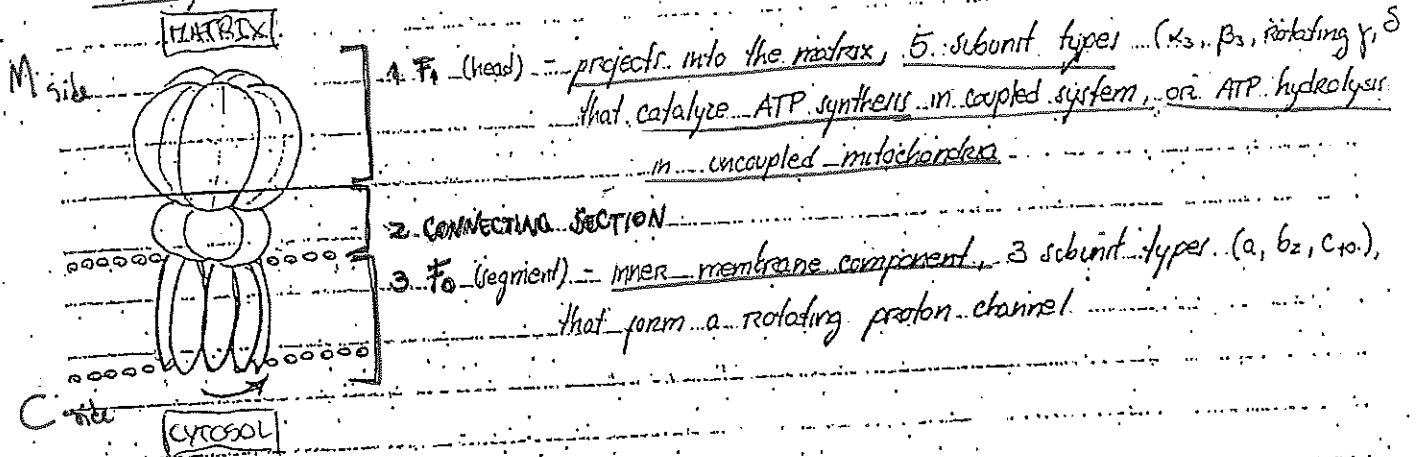 MATRIX
M side
1. F₁ (head) = projects into the matrix, 5 subunit types (α₃, β₃, rotating γ, δ
that catalyze ATP synthesis in coupled system, or ATP hydrolysis
in uncoupled mitochondria
2 CONNECTING SECTION
3 F₀ (segment) = inner membrane component, 3 subunit types (a, b₂, c₁₀),
that form a rotating proton channel
C side
CYTOSOL